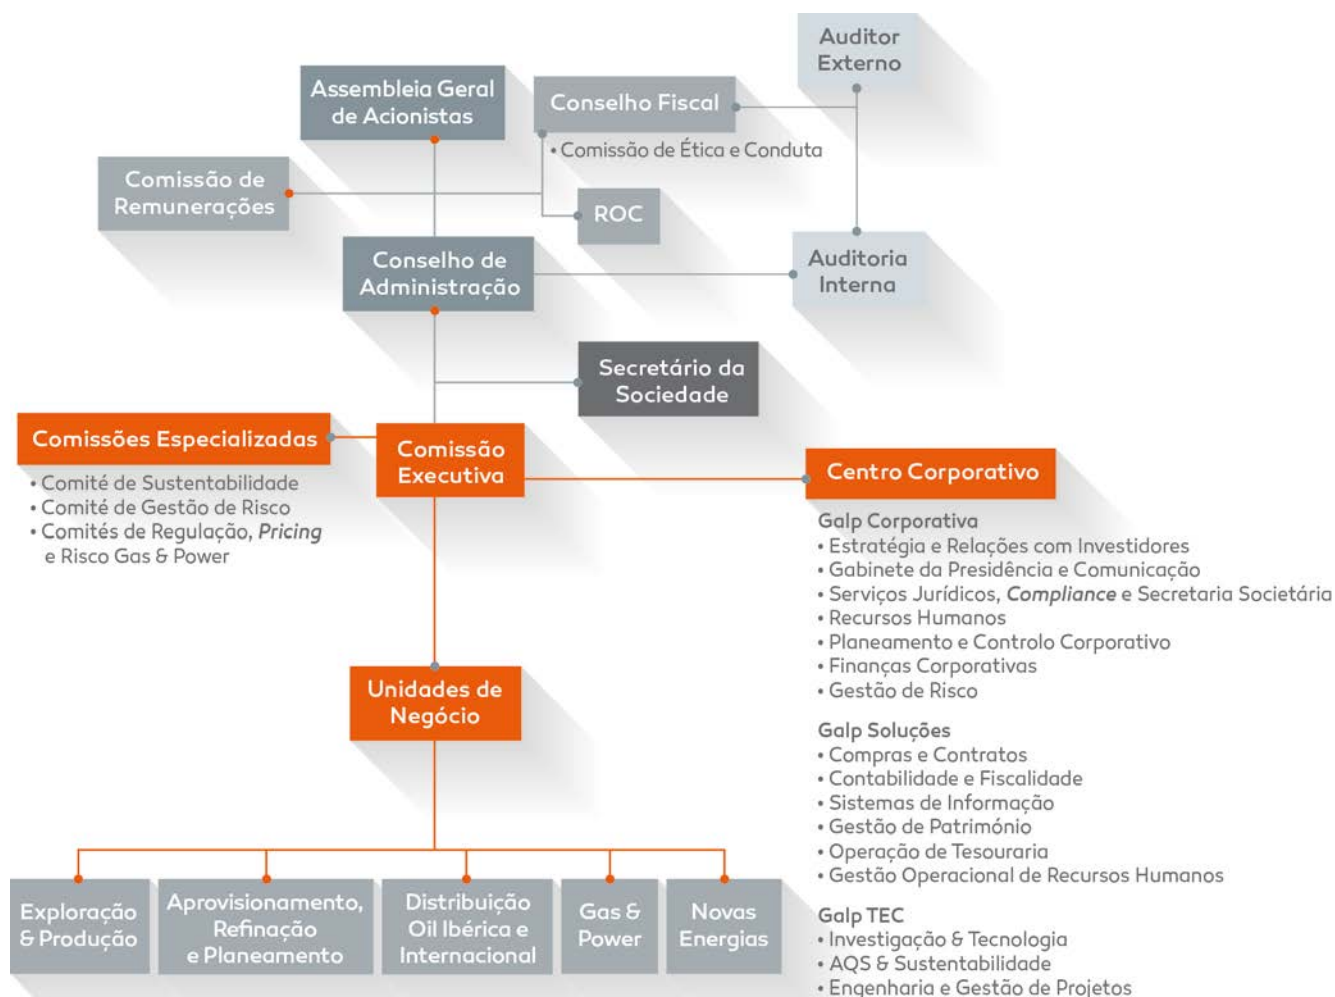 Auditor
Externo
Assembleia Geral
de Acionistas
Conselho Fiscal
• Comissão de Ética e Conduta
Comissão de
Remunerações
ROC
Conselho de
Administração
Auditoria
Interna
Secretário da
Sociedade
Comissões Especializadas
• Comité de Sustentabilidade
• Comité de Gestão de Risco
• Comités de Regulação, Pricing
e Risco Gas & Power
Comissão
Executiva
Centro Corporativo
Galp Corporativa
• Estratégia e Relações com Investidores
• Gabinete da Presidência e Comunicação
• Serviços Jurídicos, Compliance e Secretaria Societária
• Recursos Humanos
• Planeamento e Controlo Corporativo
• Finanças Corporativas
• Gestão de Risco
Galp Soluções
• Compras e Contratos
• Contabilidade e Fiscalidade
• Sistemas de Informação
• Gestão de Património
• Operação de Tesouraria
• Gestão Operacional de Recursos Humanos
Galp TEC
• Investigação & Tecnologia
• AQS & Sustentabilidade
• Engenharia e Gestão de Projetos
Unidades de
Negócio
Exploração
& Produção
Aprovisionamento,
Refinação
e Planeamento
Distribuição
Oil Ibérica e
Internacional
Gas &
Power
Novas
Energias